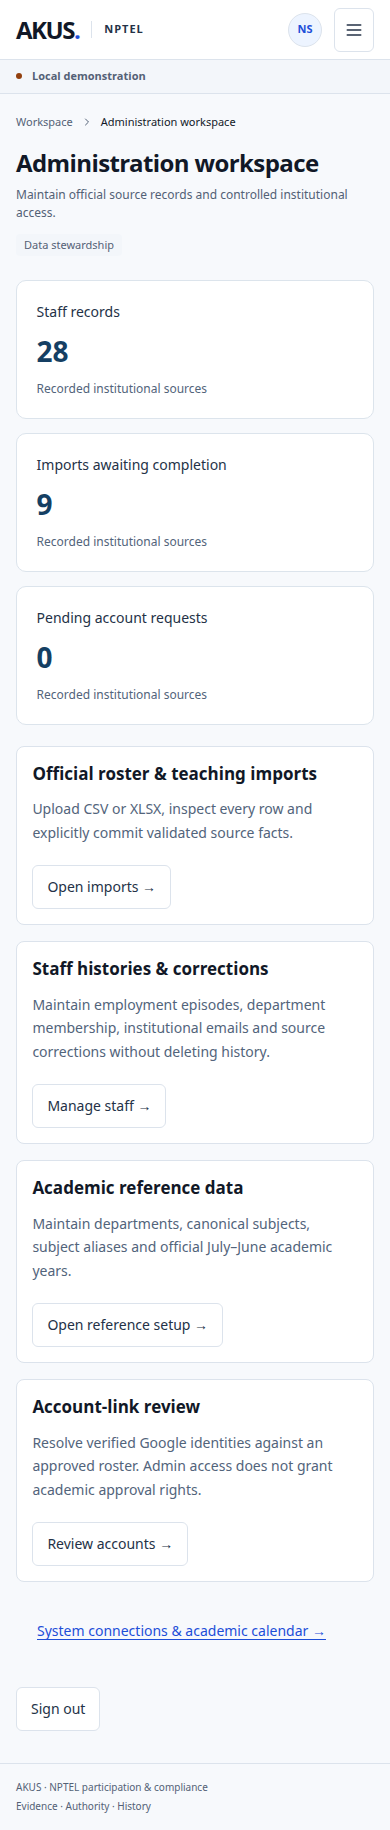 AKUS. NPTEL NS
Local demonstration
Workspace > Administration workspace
Administration workspace
Maintain official source records and controlled institutional
access.
Data stewardship
Staff records
28
Recorded institutional sources
Imports awaiting completion
9
Recorded institutional sources
Pending account requests
0
Recorded institutional sources
Official roster & teaching imports
Upload CSV or XLSX, inspect every row and
explicitly commit validated source facts.
Open imports →
Staff histories & corrections
Maintain employment episodes, department
membership, institutional emails and source
corrections without deleting history.
Manage staff →
Academic reference data
Maintain departments, canonical subjects,
subject aliases and official July–June academic
years.
Open reference setup →
Account-link review
Resolve verified Google identities against an
approved roster. Admin access does not grant
academic approval rights.
Review accounts →
System connections & academic calendar →
Sign out
AKUS · NPTEL participation & compliance
Evidence · Authority · History